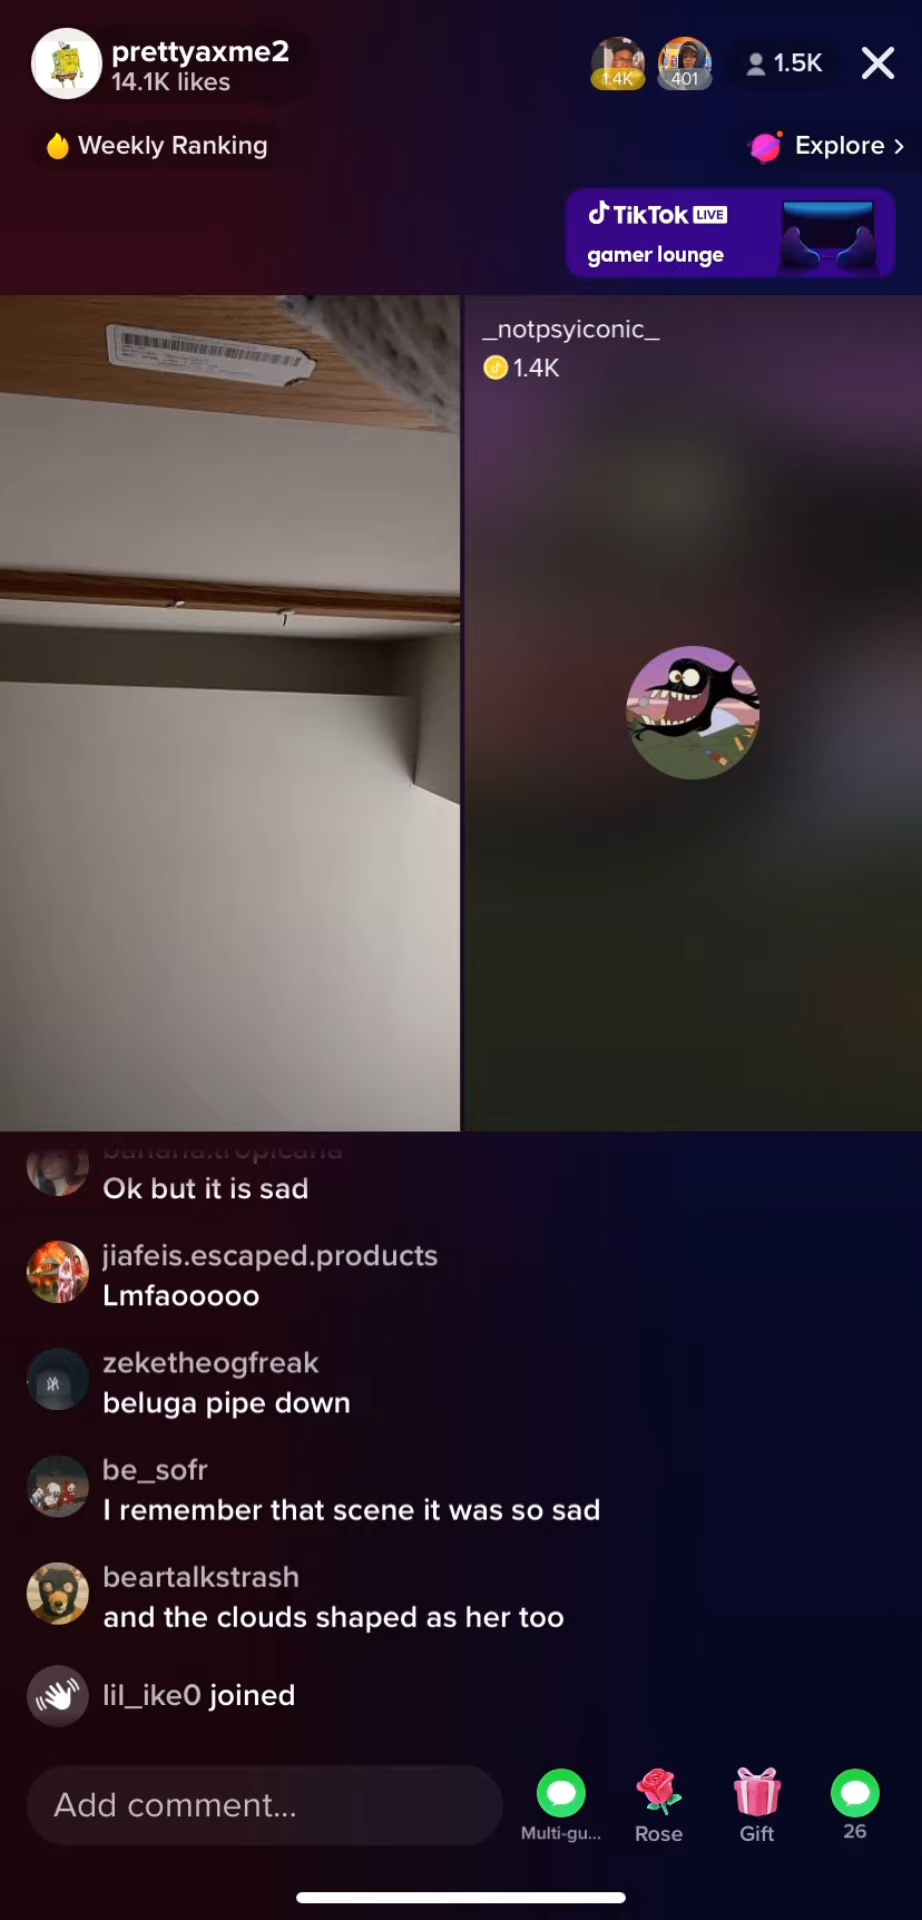 prettyaxme2
14.1K likes
1.4K
401
1.5K
Weekly Ranking
Explore >
TikTok LIVE
gamer lounge
_notpsyiconic_
1.4K
banana.tropicana
Ok but it is sad
jiafeis.escaped.products
Lmfaooooo
zeketheogfreak
beluga pipe down
be_sofr
I remember that scene it was so sad
beartalkstrash
and the clouds shaped as her too
lil_ike0 joined
Add comment...
Multi-gu...
Rose
Gift
26